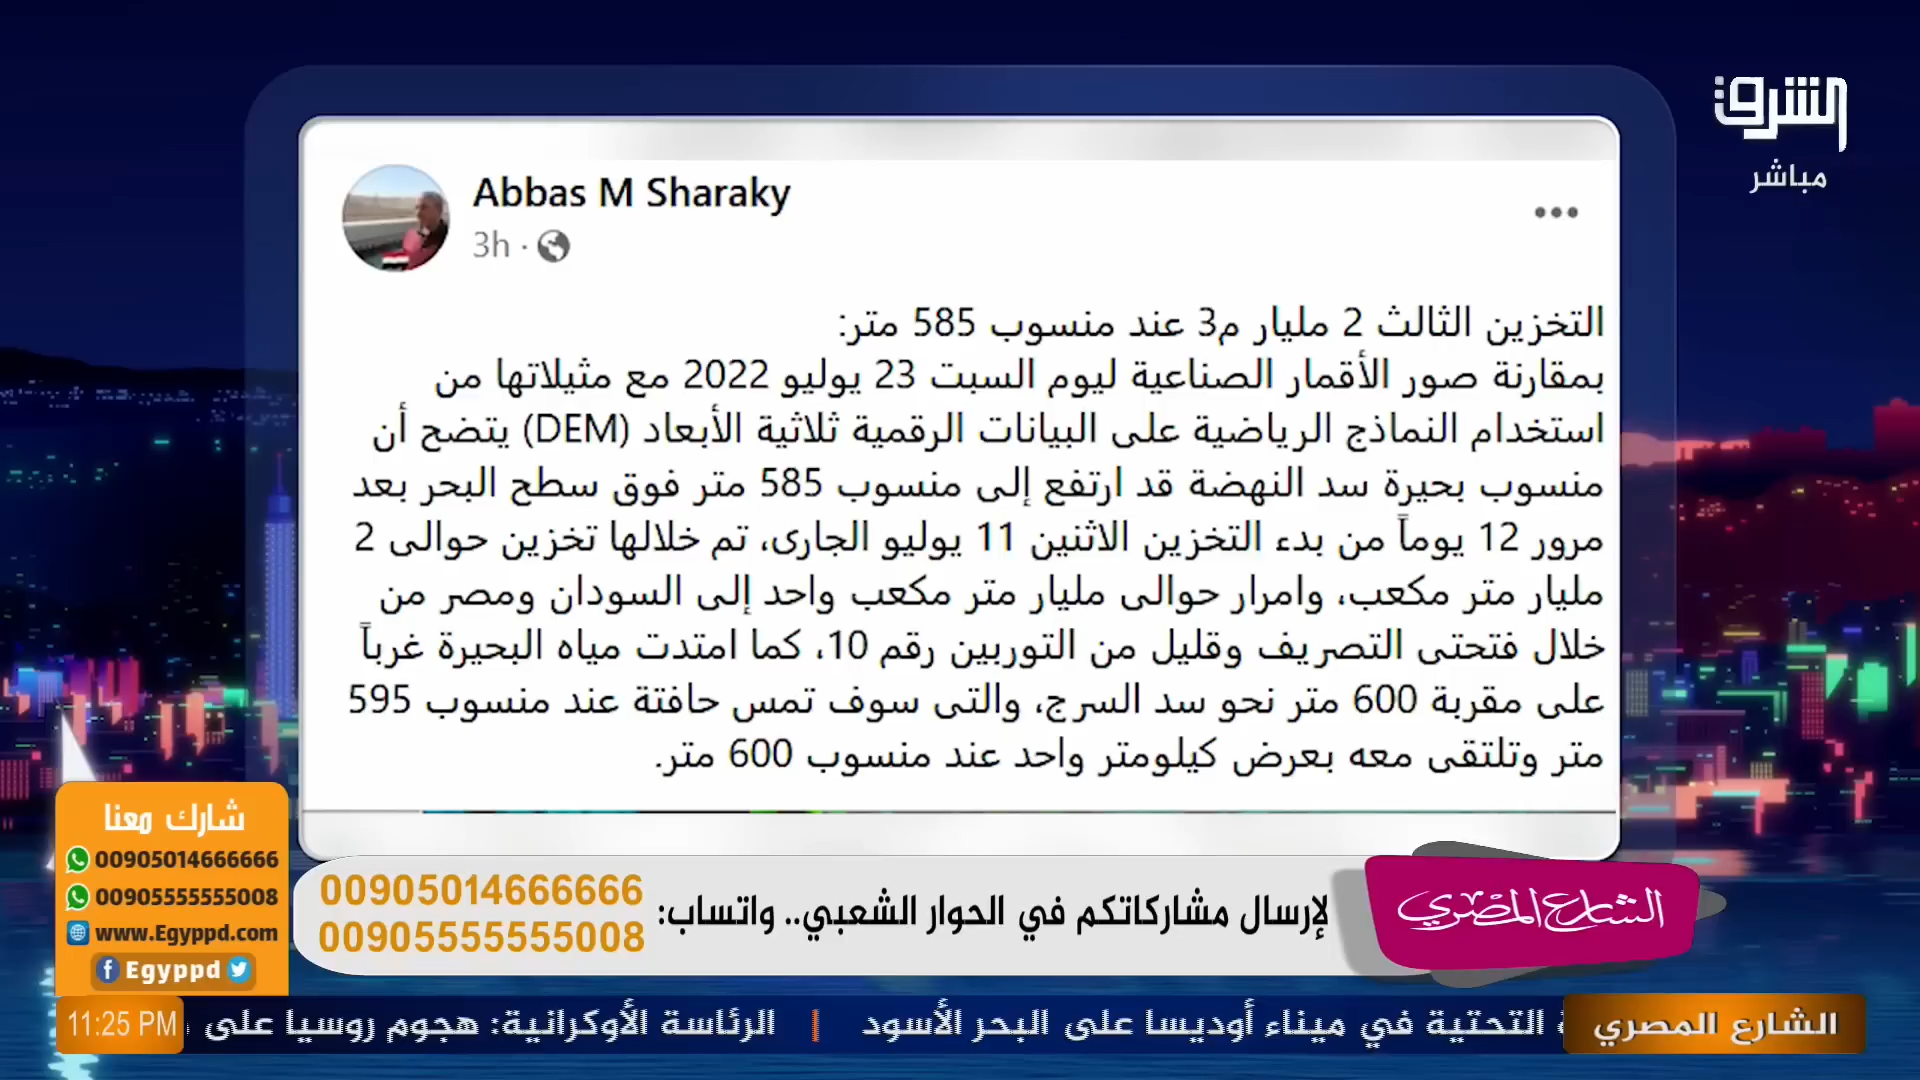 الشرق
مباشر
Abbas M Sharaky
3h ·
التخزين الثالث 2 مليار م3 عند منسوب 585 متر:
بمقارنة صور الأقمار الصناعية ليوم السبت 23 يوليو 2022 مع مثيلاتها من
استخدام النماذج الرياضية على البيانات الرقمية ثلاثية الأبعاد (DEM) يتضح أن
منسوب بحيرة سد النهضة قد ارتفع إلى منسوب 585 متر فوق سطح البحر بعد
مرور 12 يوماً من بدء التخزين الاثنين 11 يوليو الجارى، تم خلالها تخزين حوالى 2
مليار متر مكعب، وامرار حوالى مليار متر مكعب واحد إلى السودان ومصر من
خلال فتحتى التصريف وقليل من التوربين رقم 10، كما امتدت مياه البحيرة غرباً
على مقربة 600 متر نحو سد السرج، والتى سوف تمس حافتة عند منسوب 595
متر وتلتقى معه بعرض كيلومتر واحد عند منسوب 600 متر.
شارك معنا
00905014666666
00905555555008
www.Egyppd.com
Egyppd
الشارع المصري
لإرسال مشاركاتكم في الحوار الشعبي.. واتساب:
00905014666666
00905555555008
الشارع المصري
التحتية في ميناء أوديسا على البحر الأسود | الرئاسة الأوكرانية: هجوم روسيا على
11:25 PM